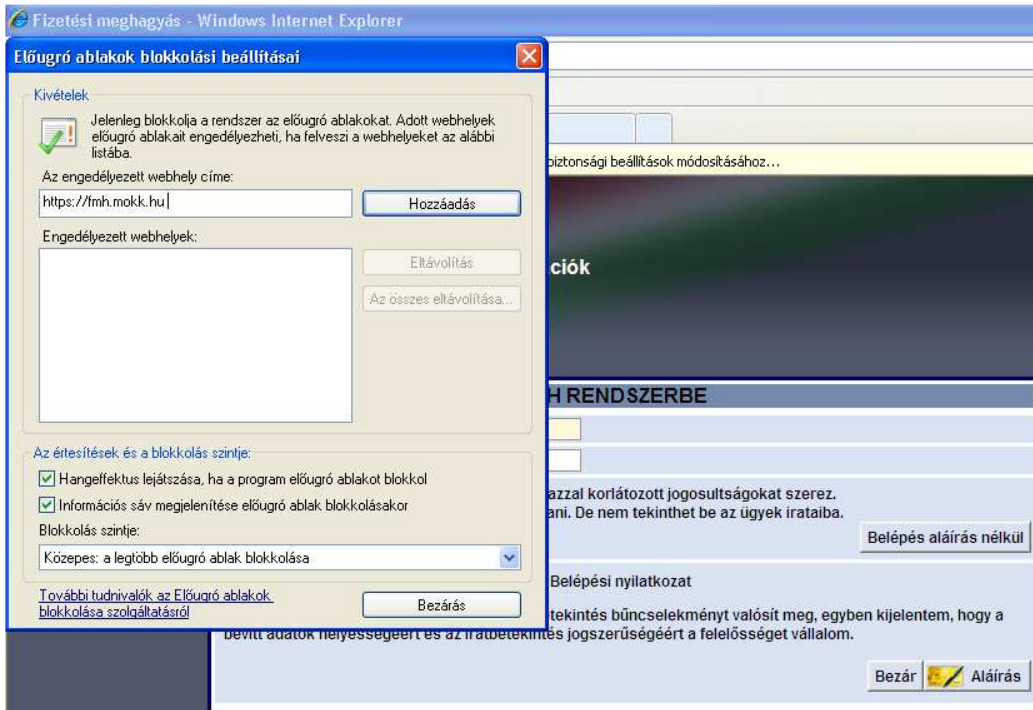 Fizetési meghagyás - Windows Internet Explorer
Előugró ablakok blokkolási beállításai
Kivételek
Jelenleg blokkolja a rendszer az előugró ablakokat. Adott webhelyek
előugró ablakait engedélyezheti, ha felveszi a webhelyeket az alábbi
listába.
Az engedélyezett webhely címe:
https://fmh.mokk.hu
Hozzáadás
Engedélyezett webhelyek:
Eltávolítás
Az összes eltávolítása...
Az értesítések és a blokkolás szintje:
Hangeffektus lejátszása, ha a program előugró ablakot blokkol
Információs sáv megjelenítése előugró ablak blokkolásakor
Blokkolás szintje:
Közepes: a legtöbb előugró ablak blokkolása
További tudnivalók az Előugró ablakok
blokkolása szolgáltatásról
Bezárás
biztonsági beállítások módosításához...
ciók
H RENDSZERBE
azzal korlátozott jogosultságokat szerez.
ani. De nem tekinthet be az ügyek irataiba.
Belépés aláírás nélkül
Belépési nyilatkozat
tekintés bűncselekményt valósít meg, egyben kijelentem, hogy a
bevitt adatok helyességéért és az iratbetekintés jogszerűségéért a felelősséget vállalom.
Bezár
Aláírás